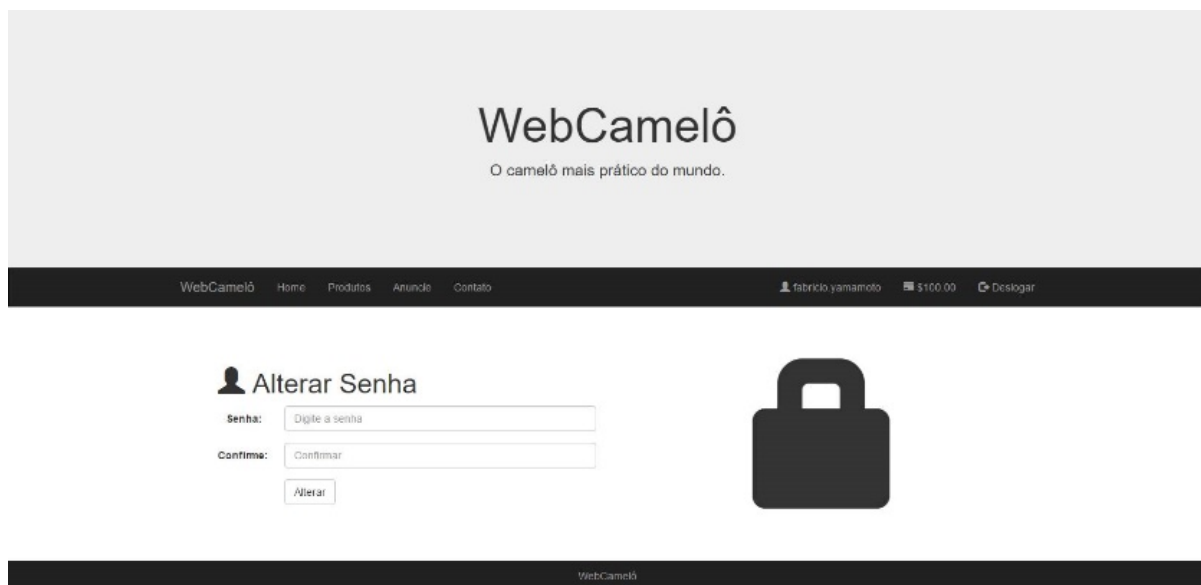 WebCamelô
O camelô mais prático do mundo.
WebCamelô Home Produtos Anuncie Contato fabricio yamamoto $100.00 Deslogar
Alterar Senha
Senha: Digite a senha
Confirme: Confirmar
Alterar
WebCamelô